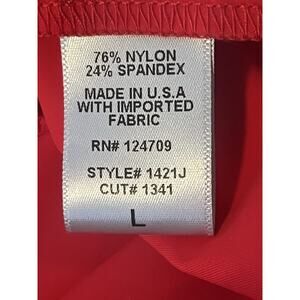 76% NYLON
24% SPANDEX
MADE IN U.S.A
WITH IMPORTED
FABRIC
RN# 124709
STYLE# 1421J
CUT# 1341
L